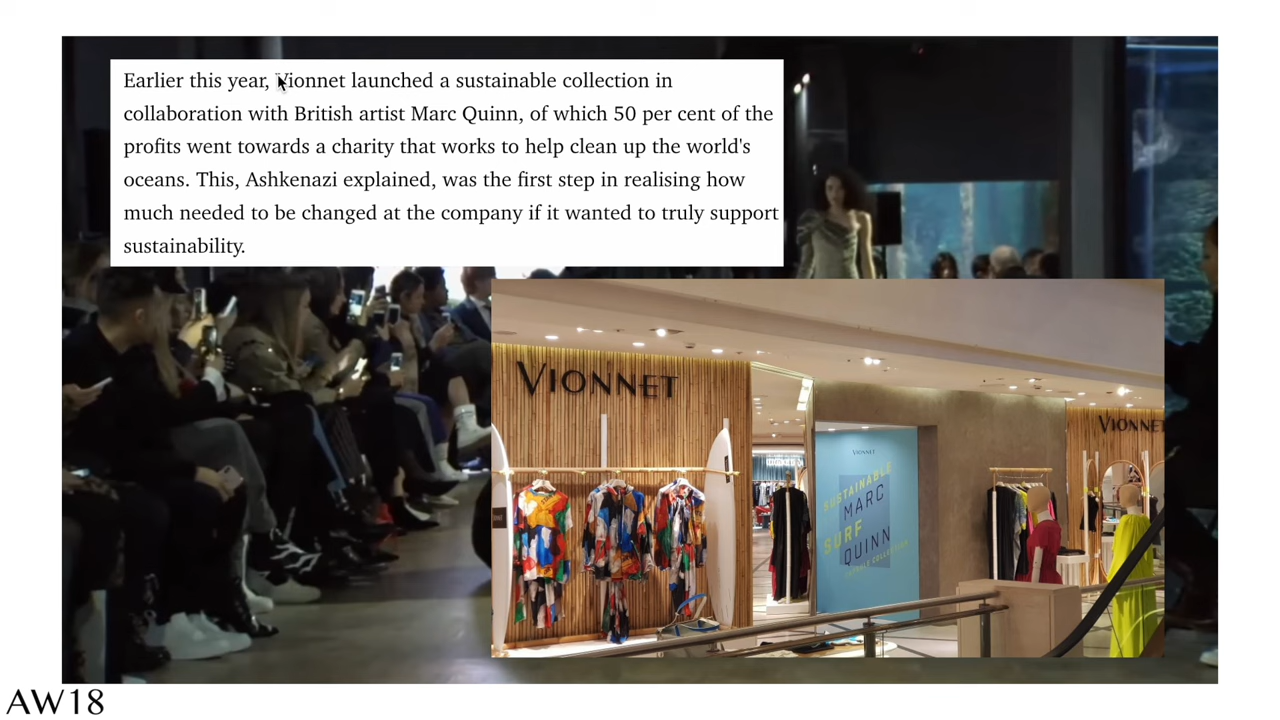 Earlier this year, Vionnet launched a sustainable collection in
collaboration with British artist Marc Quinn, of which 50 per cent of the
profits went towards a charity that works to help clean up the world's
oceans. This, Ashkenazi explained, was the first step in realising how
much needed to be changed at the company if it wanted to truly support
sustainability.
VIONNET
VIONNET
VIONNET
SUSTAINABLE
MARC
SURF
QUINN
COLLECTION
AW18